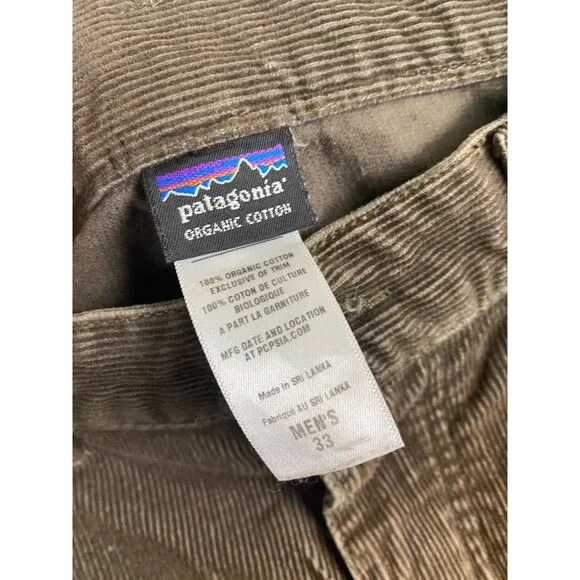 patagonia®
ORGANIC COTTON
100% ORGANIC COTTON
EXCLUSIVE OF TRIM
100% COTON DE CULTURE
BIOLOGIQUE
A PART LA GARNITURE
MFG DATE AND LOCATION
AT PCPSIA.COM
Made in SRI LANKA
Fabriqué AU SRI LANKA
MEN'S
33